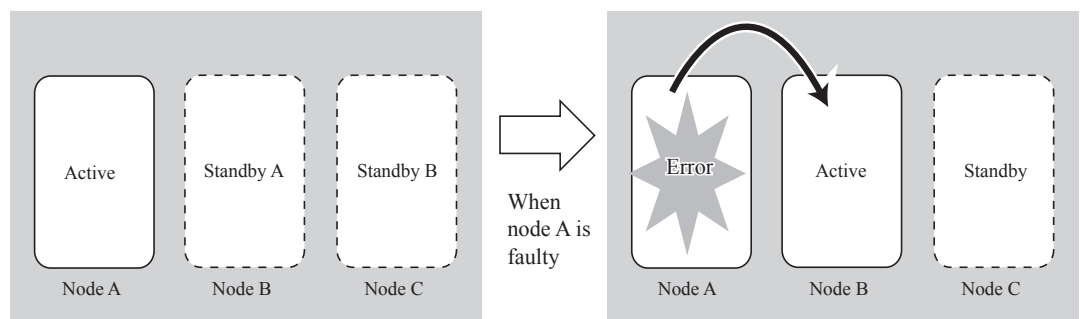 Active
Standby A
Standby B
Node A
Node B
Node C
When
node A is
faulty
Error
Active
Standby
Node A
Node B
Node C